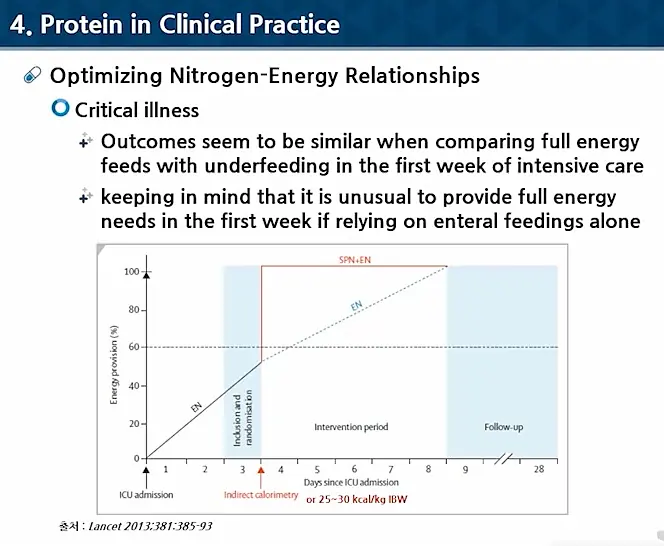 4. Protein in Clinical Practice
Optimizing Nitrogen-Energy Relationships
Critical illness
Outcomes seem to be similar when comparing full energy
feeds with underfeeding in the first week of intensive care
keeping in mind that it is unusual to provide full energy
needs in the first week if relying on enteral feedings alone
SPN+EN
100
80
60
40
20
0
Energy provision (%)
EN
EN
Inclusion and
randomisation
Intervention period
Follow-up
1 2 3 4 5 6 7 8 9 28
Days since ICU admission
ICU admission
Indirect calorimetry or 25~30 kcal/kg IBW
출처 : Lancet 2013;381:385-93